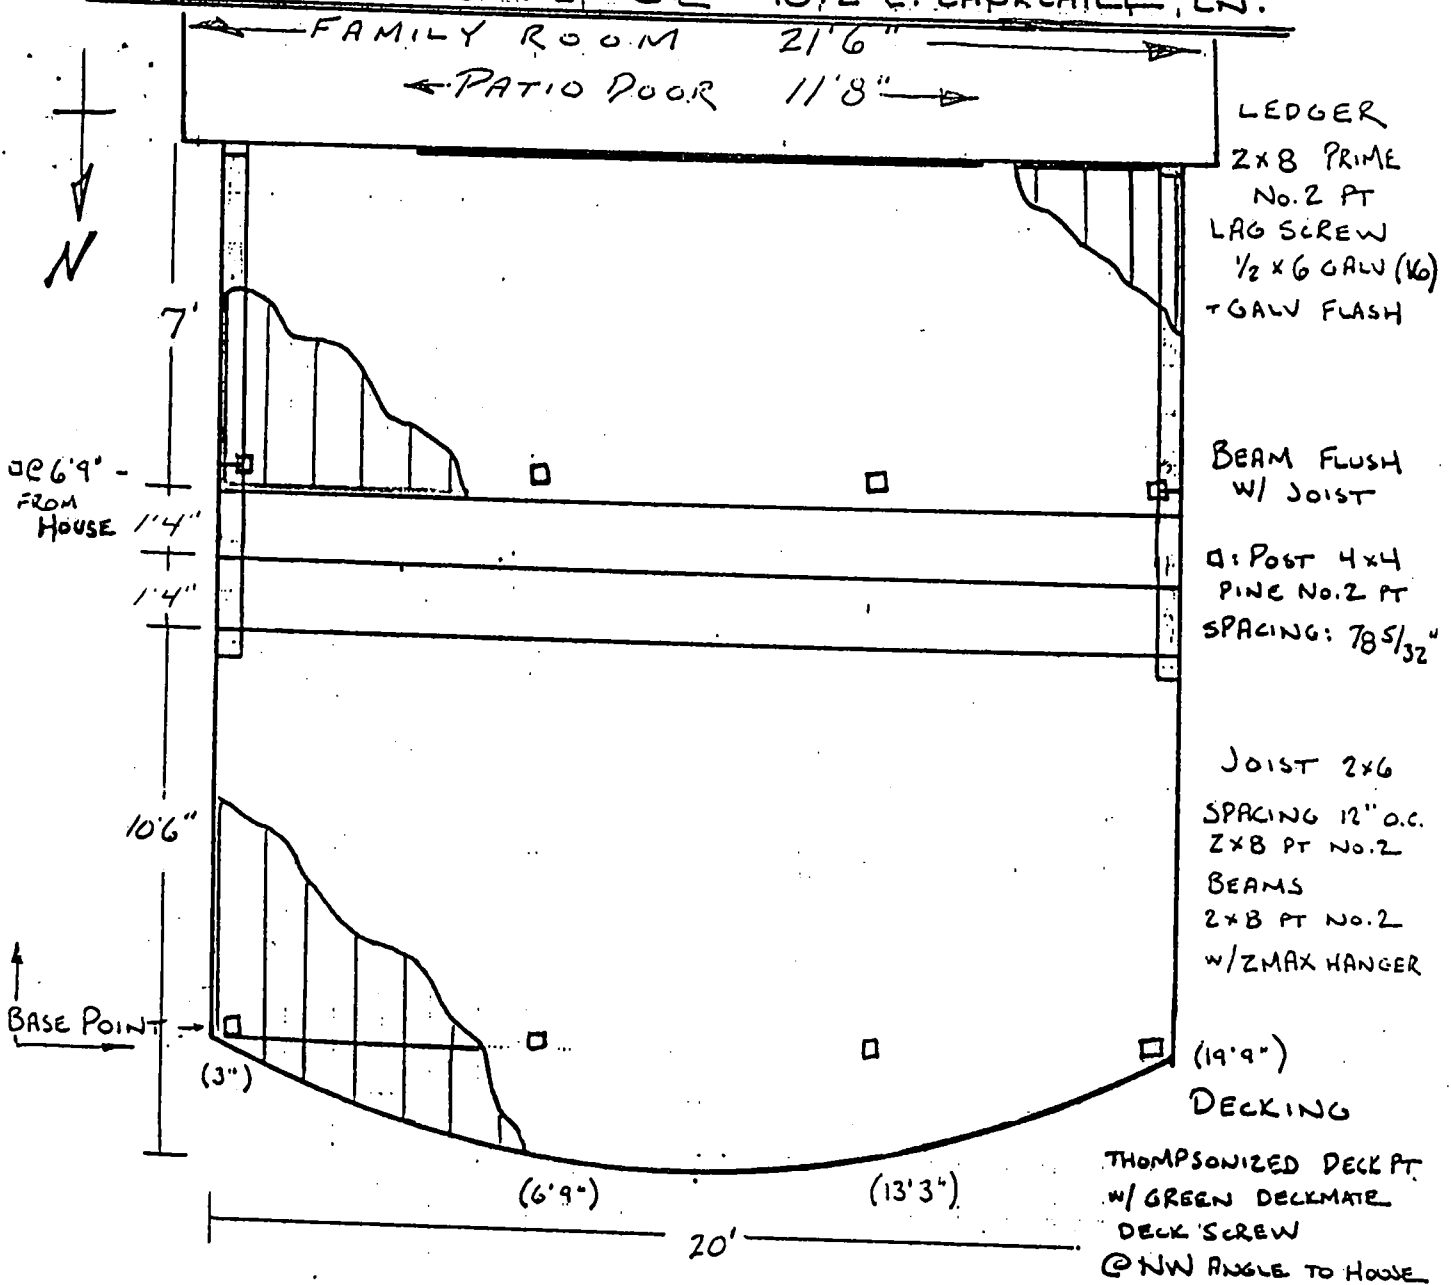 FAMILY ROOM 21'6"
PATIO DOOR 11'8"
N
LEDGER
2x8 PRIME
No.2 PT
LAG SCREW
1/2 x 6 GALV (16)
+ GALV FLASH
7'
□@ 6'9"
FROM
HOUSE
1'4"
1'4"
BEAM FLUSH
W/ JOIST
□: POST 4x4
PINE No.2 PT
SPACING: 78 5/32"
JOIST 2x6
SPACING 12" O.C.
2x8 PT No.2
BEAMS
2x8 PT No.2
W/ZMAX HANGER
10'6"
BASE POINT
(3")
(6'9")
(13'3")
(19'9")
DECKING
THOMPSONIZED DECK PT
W/ GREEN DECKMATE
DECK SCREW
@ NW ANGLE TO HOUSE
20'